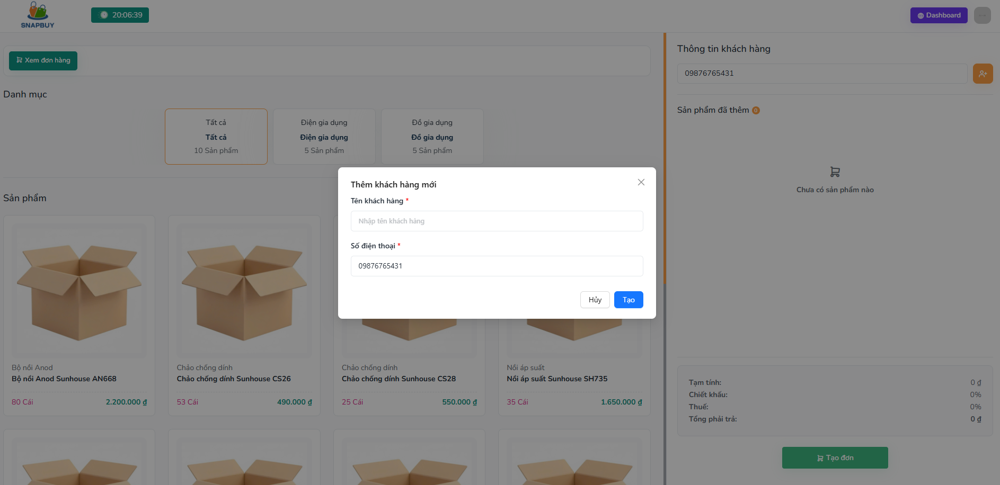 SNAPBUY
20:06:39
Dashboard
Xem đơn hàng
Danh mục
Tất cả
Tất cả
10 Sản phẩm
Điện gia dụng
Điện gia dụng
5 Sản phẩm
Đồ gia dụng
Đồ gia dụng
5 Sản phẩm
Sản phẩm
Bộ nồi Anod
Bộ nồi Anod Sunhouse AN668
80 Cái
2.200.000 ₫
Chảo chống dính
Chảo chống dính Sunhouse CS26
53 Cái
490.000 ₫
Chảo chống dính
Chảo chống dính Sunhouse CS28
25 Cái
550.000 ₫
Nồi áp suất
Nồi áp suất Sunhouse SH735
35 Cái
1.650.000 ₫
Thêm khách hàng mới
Tên khách hàng *
Nhập tên khách hàng
Số điện thoại *
09876765431
Hủy
Tạo
Thông tin khách hàng
09876765431
Sản phẩm đã thêm 0
Chưa có sản phẩm nào
Tạm tính:
0 ₫
Chiết khấu:
0%
Thuế:
0%
Tổng phải trả:
0 ₫
Tạo đơn